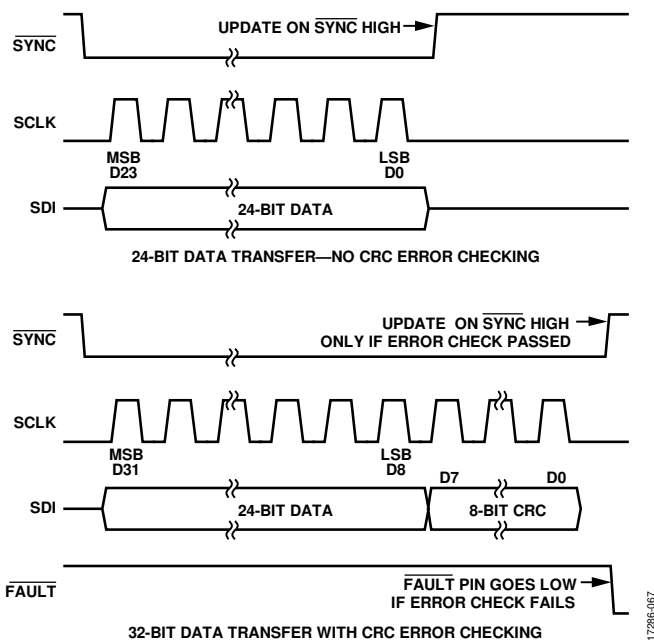 UPDATE ON SYNC HIGH
SYNC
SCLK
MSB
D23
LSB
D0
SDI
24-BIT DATA
24-BIT DATA TRANSFER—NO CRC ERROR CHECKING
SYNC
UPDATE ON SYNC HIGH
ONLY IF ERROR CHECK PASSED
SCLK
MSB
D31
LSB
D8
D7
D0
SDI
24-BIT DATA
8-BIT CRC
FAULT
FAULT PIN GOES LOW
IF ERROR CHECK FAILS
32-BIT DATA TRANSFER WITH CRC ERROR CHECKING
17286-067